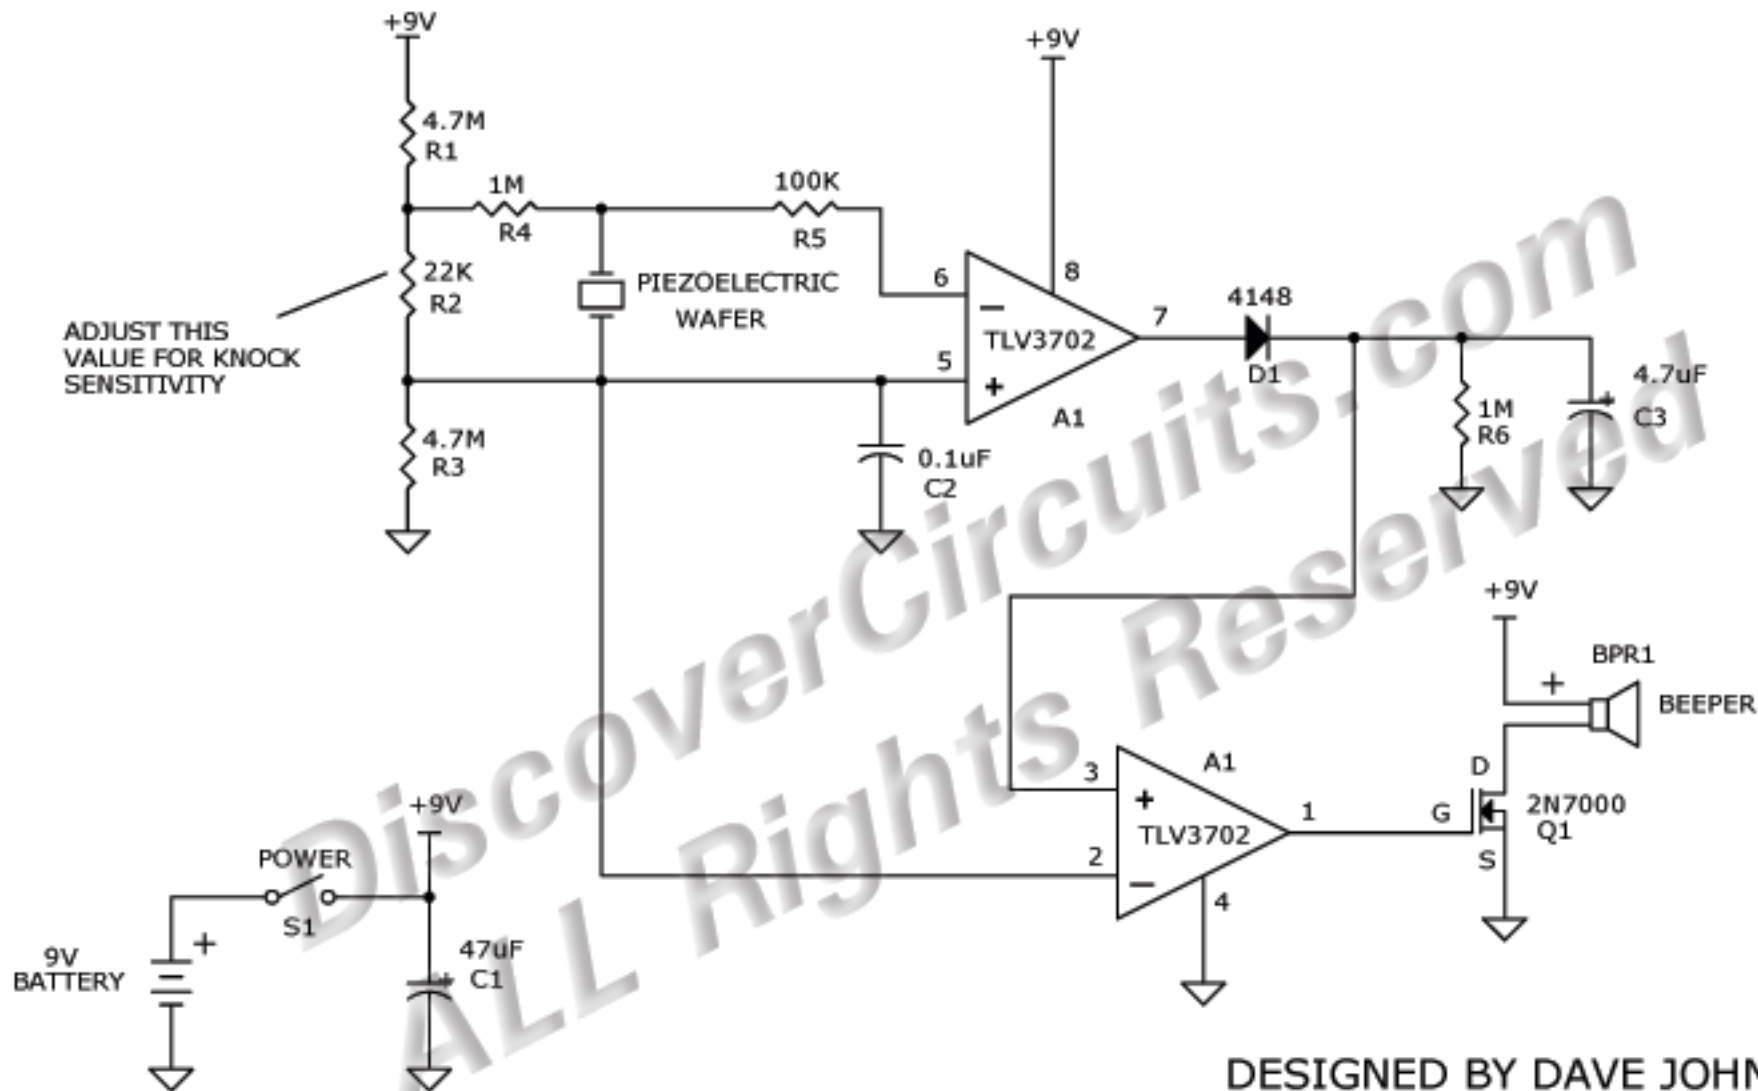 +9V
+9V
4.7M
R1
1M
R4
100K
R5
22K
R2
PIEZOELECTRIC
WAFER
ADJUST THIS
VALUE FOR KNOCK
SENSITIVITY
6
8
−
TLV3702
7
4148
D1
5
+
A1
4.7M
R3
0.1uF
C2
1M
R6
4.7uF
+
C3
DiscoverCircuits.com
ALL Rights Reserved
+9V
BPR1
+
BEEPER
3
+
A1
TLV3702
1
2
−
4
D
G
S
2N7000
Q1
+9V
POWER
S1
+
9V
BATTERY
47uF
+
C1
DESIGNED BY DAVE JOHN